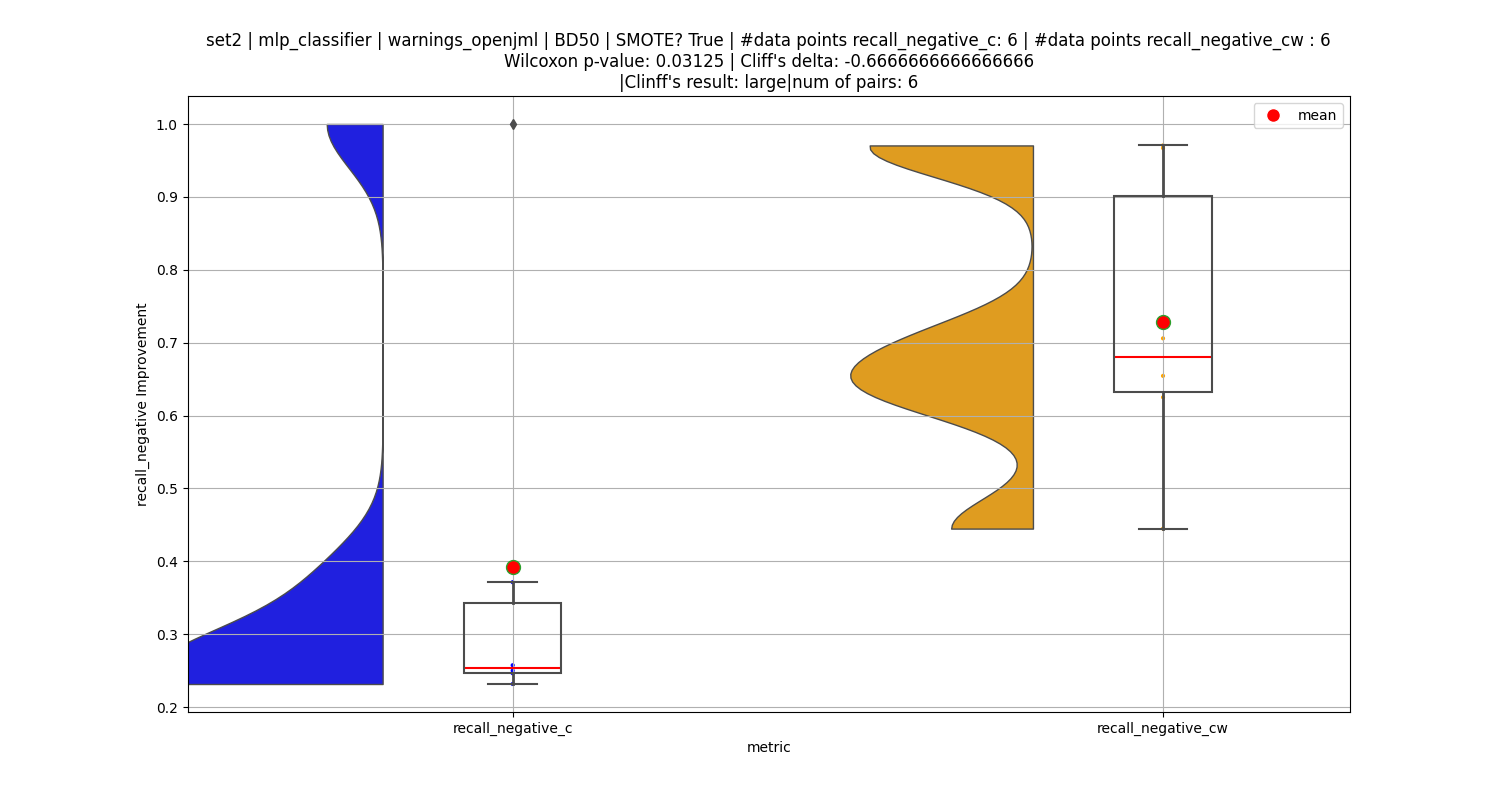 set2 | mlp_classifier | warnings_openjml | BD50 | SMOTE? True | #data points recall_negative_c: 6 | #data points recall_negative_cw : 6
Wilcoxon p-value: 0.03125 | Cliff's delta: -0.6666666666666666
|Clinff's result: large|num of pairs: 6
mean
1.0
0.9
0.8
0.7
0.6
0.5
0.4
0.3
0.2
recall_negative Improvement
recall_negative_c
recall_negative_cw
metric